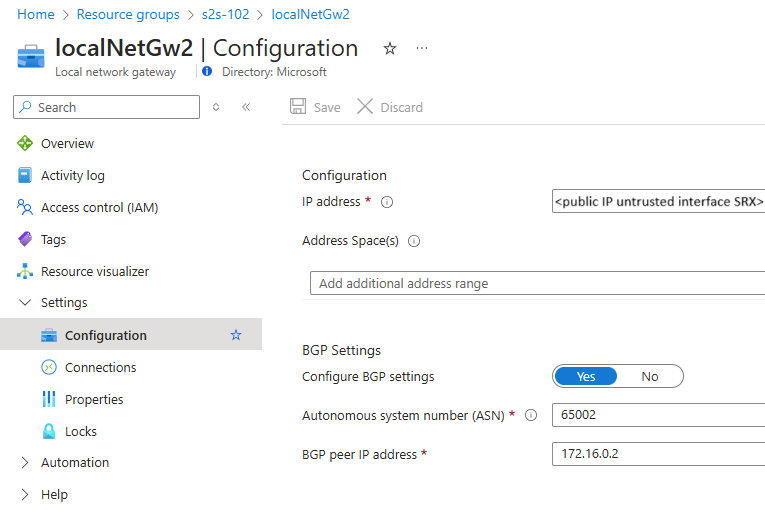 Home > Resource groups > s2s-102 > localNetGw2
localNetGw2 | Configuration
Local network gateway
Directory: Microsoft
Search
Save
Discard
Overview
Activity log
Access control (IAM)
Tags
Resource visualizer
Settings
Configuration
Connections
Properties
Locks
Automation
Help
Configuration
IP address *
<public IP untrusted interface SRX>
Address Space(s)
Add additional address range
BGP Settings
Configure BGP settings
Yes No
Autonomous system number (ASN) *
65002
BGP peer IP address *
172.16.0.2